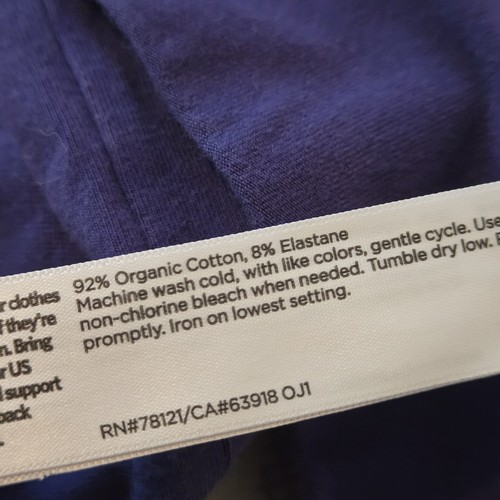 r clothes
f they're
n. Bring
r US
support
back
92% Organic Cotton, 8% Elastane
Machine wash cold, with like colors, gentle cycle. Use
non-chlorine bleach when needed. Tumble dry low.
promptly. Iron on lowest setting.
RN#78121/CA#63918 OJ1